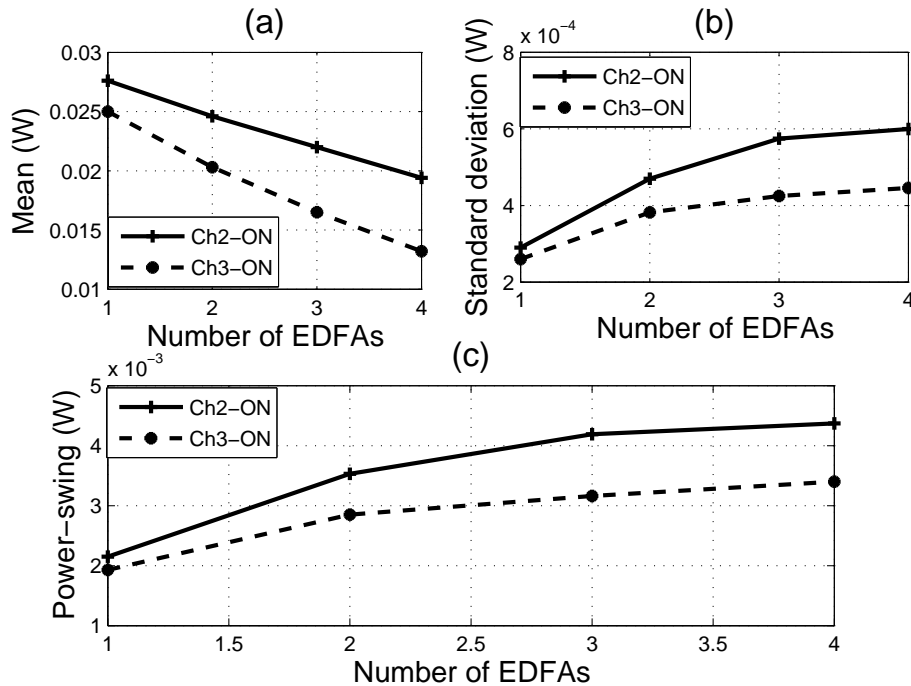 (a)
Mean (W)
0.03
0.025
0.02
0.015
0.01
Ch2−ON
Ch3−ON
1 2 3 4
Number of EDFAs
(b)
x 10−4
Standard deviation (W)
8
6
4
2
Ch2−ON
Ch3−ON
1 2 3 4
Number of EDFAs
(c)
x 10−3
Power−swing (W)
5
4
3
2
1
Ch2−ON
Ch3−ON
1 1.5 2 2.5 3 3.5 4
Number of EDFAs